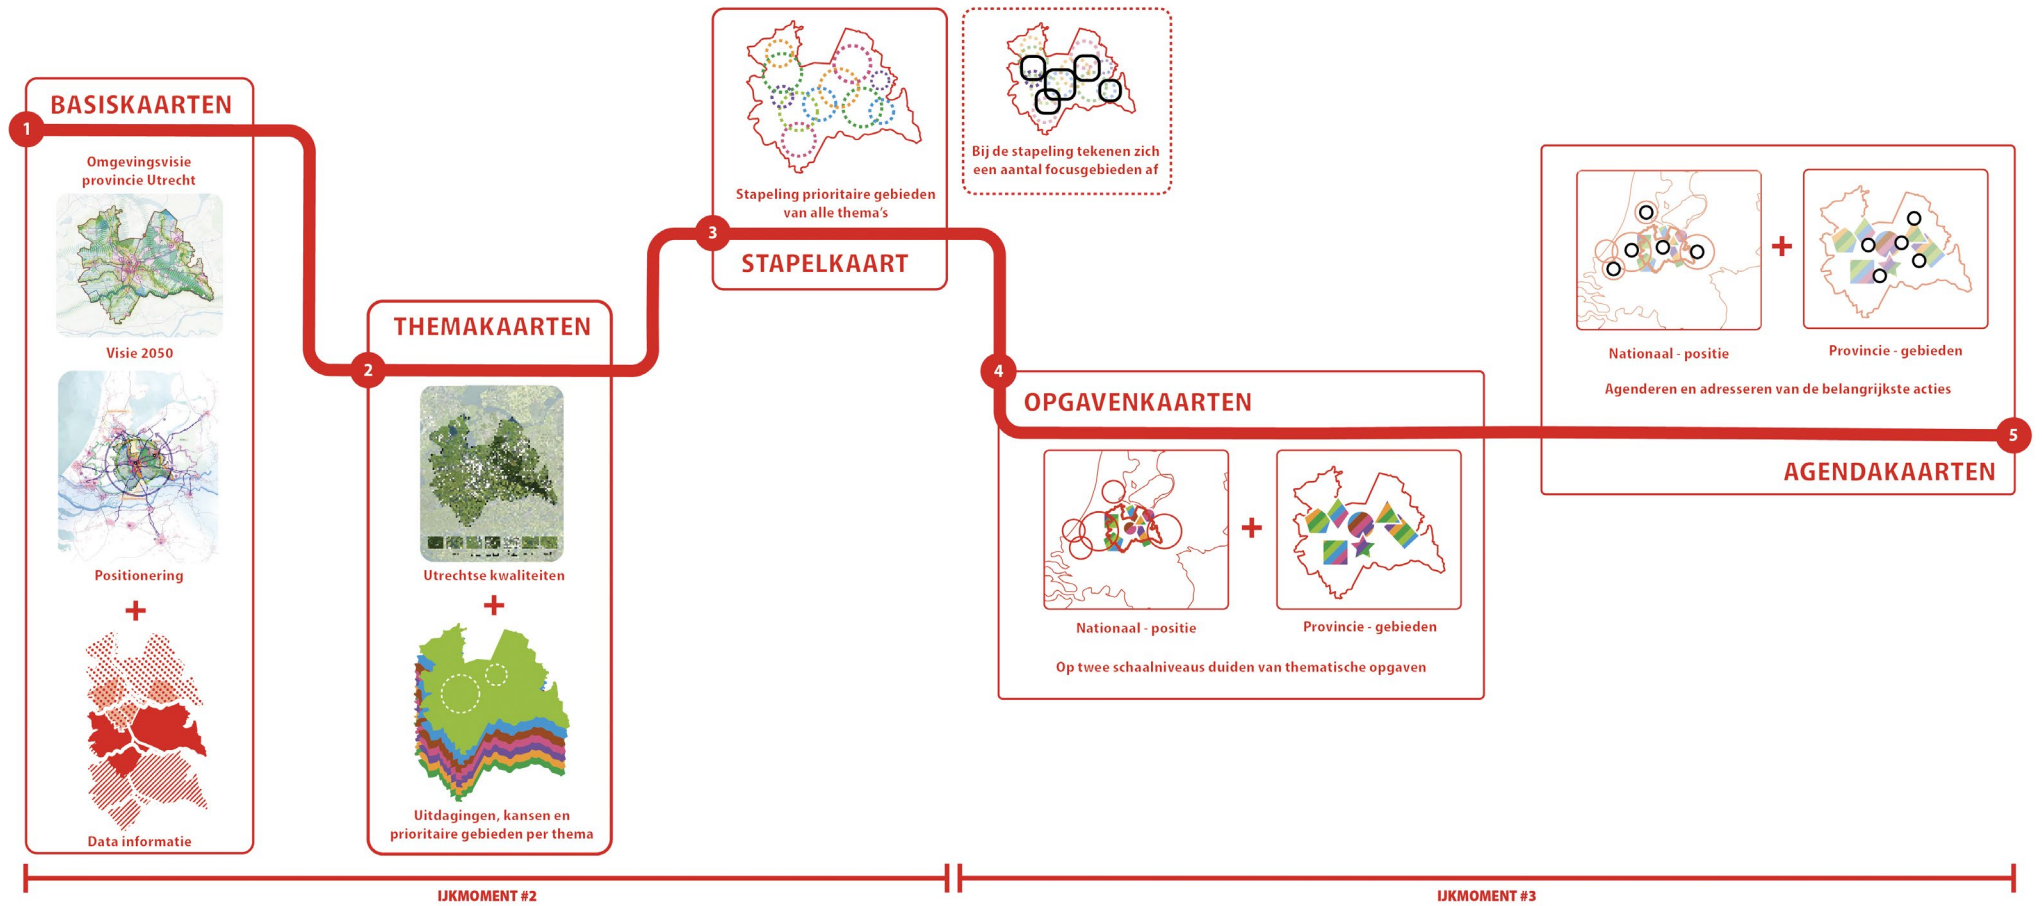 1
BASISKAARTEN
Omgevingsvisie
provincie Utrecht
Visie 2050
Positionering
+
Data informatie
2
THEMAKAARTEN
Utrechtse kwaliteiten
+
Uitdagingen, kansen en
prioritaire gebieden per thema
3
Stapeling prioritaire gebieden
van alle thema's
STAPELKAART
Bij de stapeling tekenen zich
een aantal focusgebieden af
4
OPGAVENKAARTEN
+
Nationaal - positie
Provincie - gebieden
Op twee schaalniveaus duiden van thematische opgaven
+
Nationaal - positie
Provincie - gebieden
Agenderen en adresseren van de belangrijkste acties
5
AGENDAKAARTEN
IJKMOMENT #2
IJKMOMENT #3